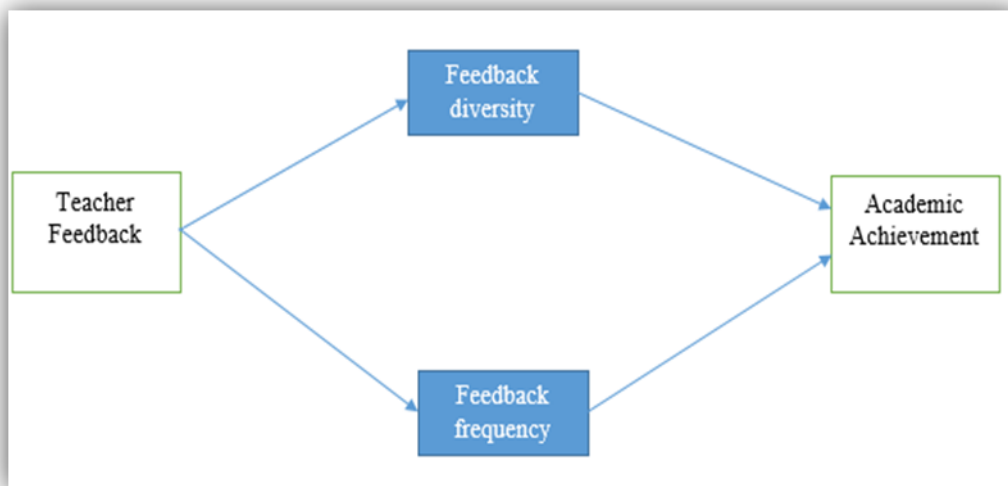 Feedback
diversity
Teacher
Feedback
Academic
Achievement
Feedback
frequency